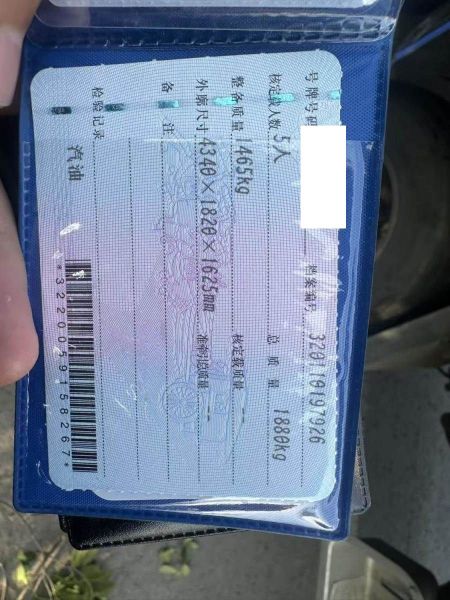 号牌号码 档案编号 320110197926
核定载人数 5人 总质量 1880kg
整备质量 1465kg 核定载质量 --
外廓尺寸 4340×1820×1625mm 准牵引总质量 --
备注
检验记录
汽油
*3220059158267*